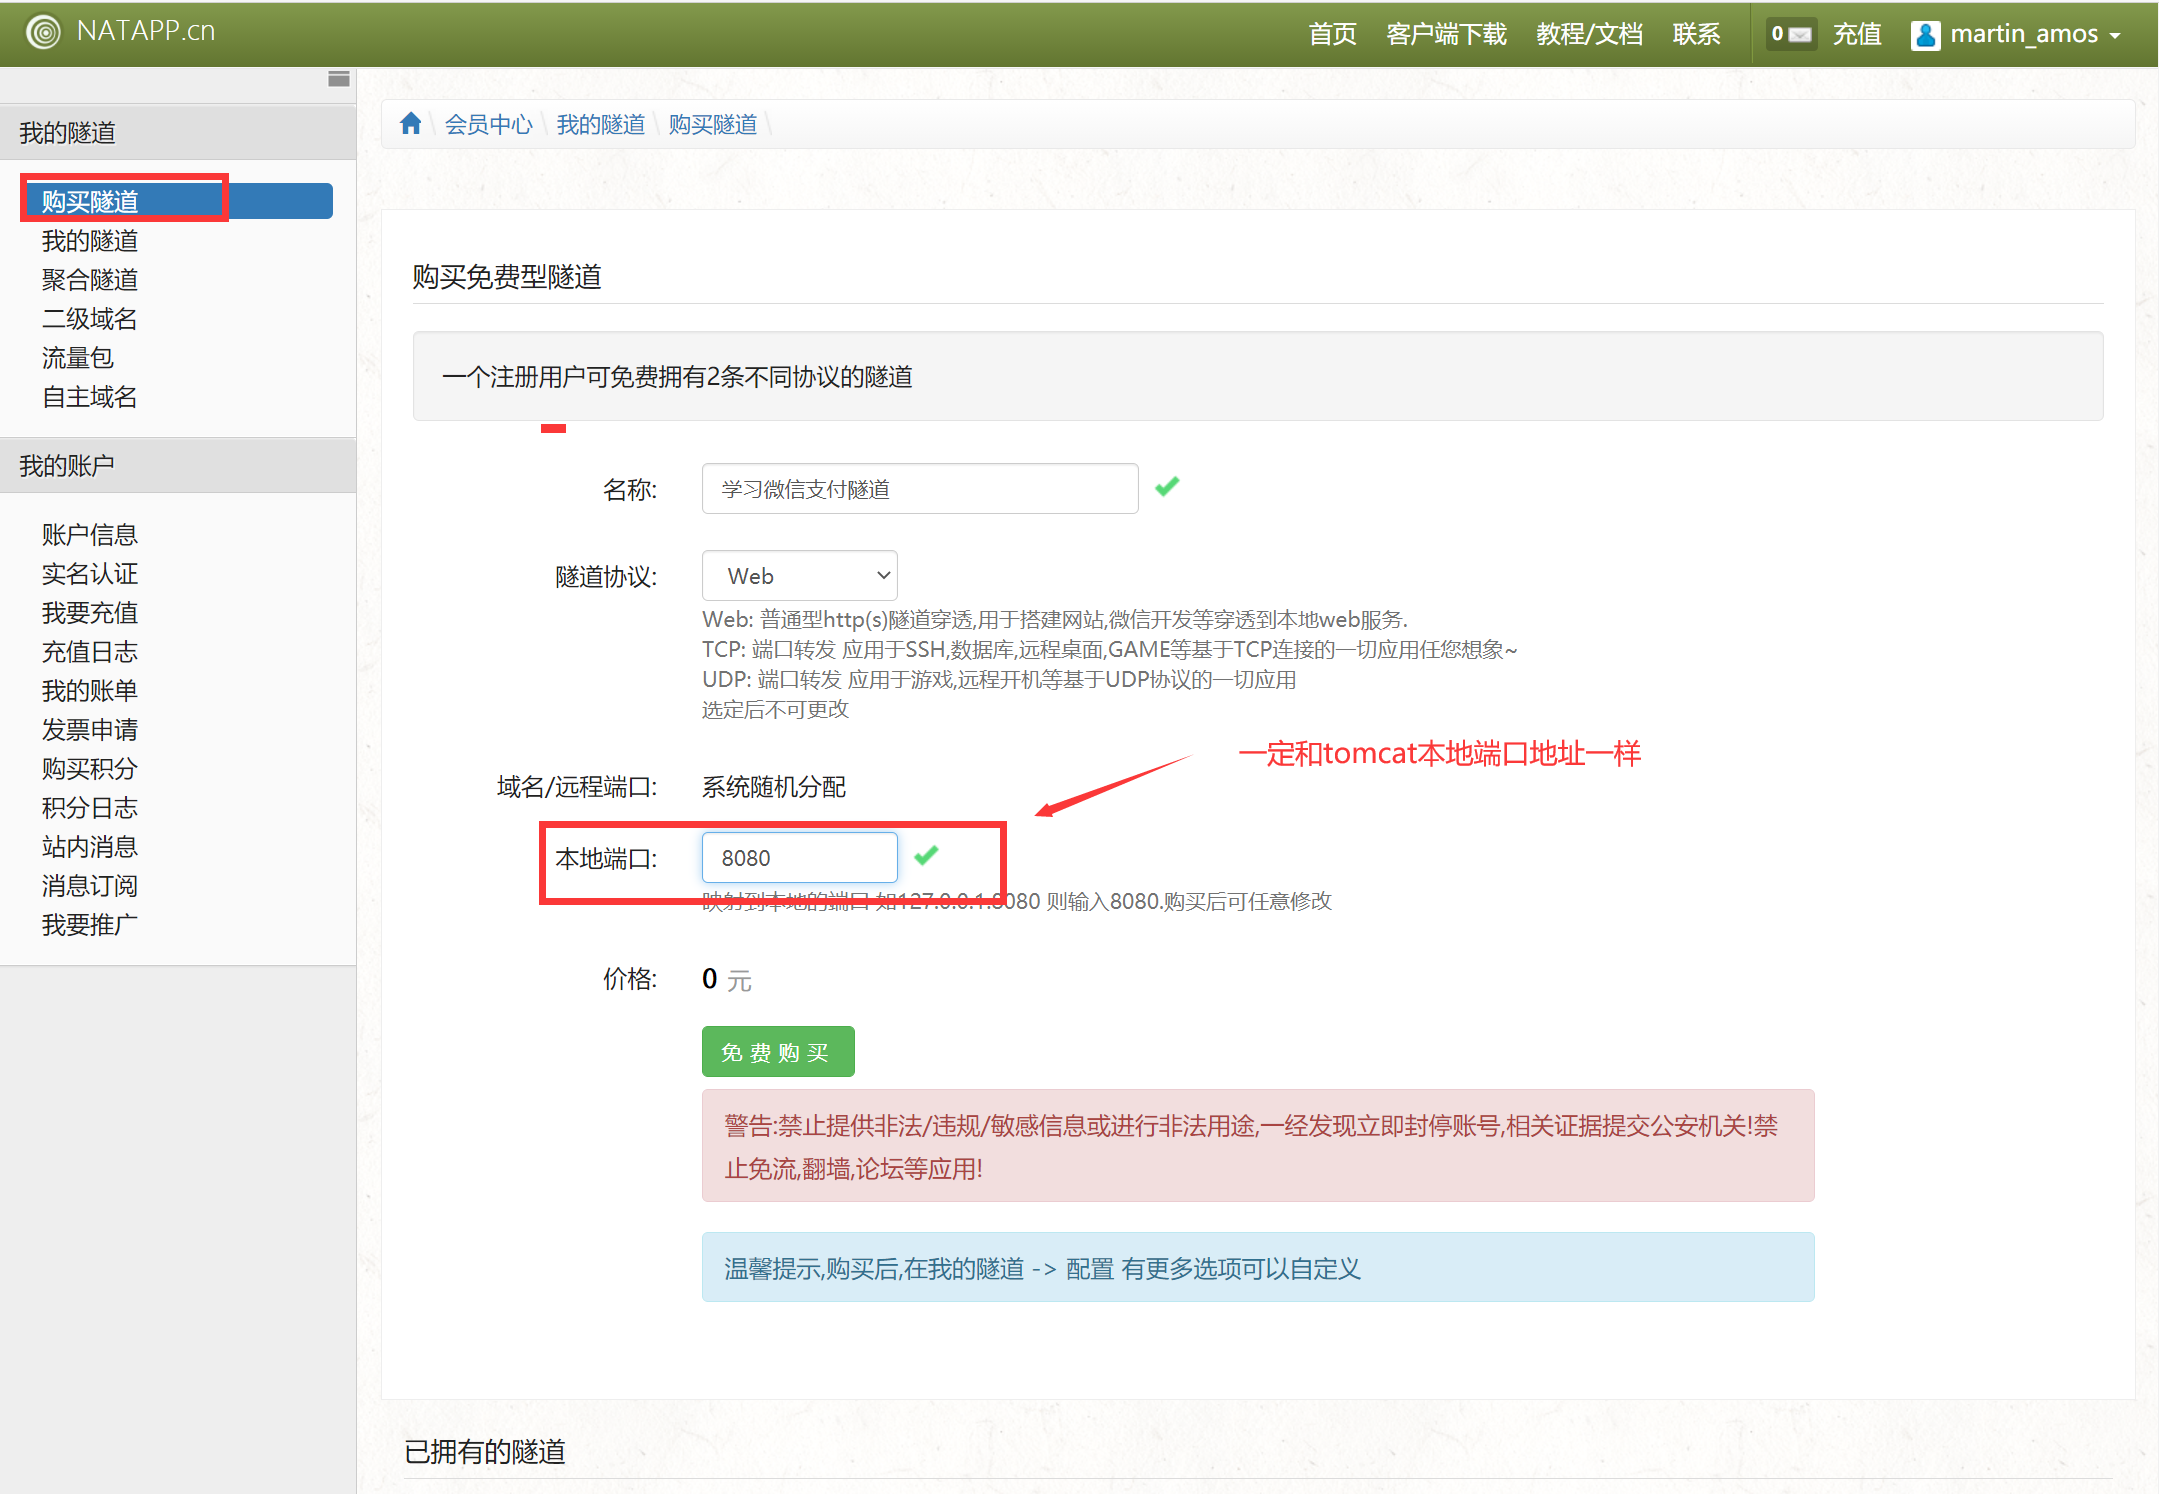 NATAPP.cn
首页 客户端下载 教程/文档 联系 0 充值 martin_amos
我的隧道
购买隧道
我的隧道
聚合隧道
二级域名
流量包
自主域名
我的账户
账户信息
实名认证
我要充值
充值日志
我的账单
发票申请
购买积分
积分日志
站内消息
消息订阅
我要推广
会员中心 我的隧道 购买隧道
购买免费型隧道
一个注册用户可免费拥有2条不同协议的隧道
名称: 学习微信支付隧道
隧道协议: Web
Web: 普通型http(s)隧道穿透,用于搭建网站,微信开发等穿透到本地web服务.
TCP: 端口转发 应用于SSH,数据库,远程桌面,GAME等基于TCP连接的一切应用任您想象~
UDP: 端口转发 应用于游戏,远程开机等基于UDP协议的一切应用
选定后不可更改
一定和tomcat本地端口地址一样
域名/远程端口: 系统随机分配
本地端口: 8080
映射到本地的端口 如127.0.0.1:8080 则输入8080.购买后可任意修改
价格: 0 元
免费购买
警告:禁止提供非法/违规/敏感信息或进行非法用途,一经发现立即封停账号,相关证据提交公安机关!禁
止免流,翻墙,论坛等应用!
温馨提示,购买后,在我的隧道 -> 配置 有更多选项可以自定义
已拥有的隧道